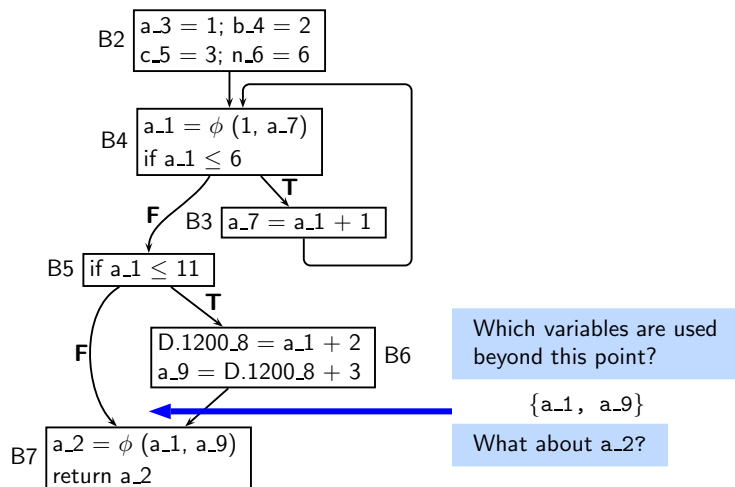 B2
a_3 = 1; b_4 = 2
c_5 = 3; n_6 = 6
B4
a_1 = ϕ (1, a_7)
if a_1 ≤ 6
F
T
B3
a_7 = a_1 + 1
B5
if a_1 ≤ 11
F
T
D.1200_8 = a_1 + 2
a_9 = D.1200_8 + 3
B6
Which variables are used
beyond this point?
{a_1, a_9}
B7
a_2 = ϕ (a_1, a_9)
return a_2
What about a_2?